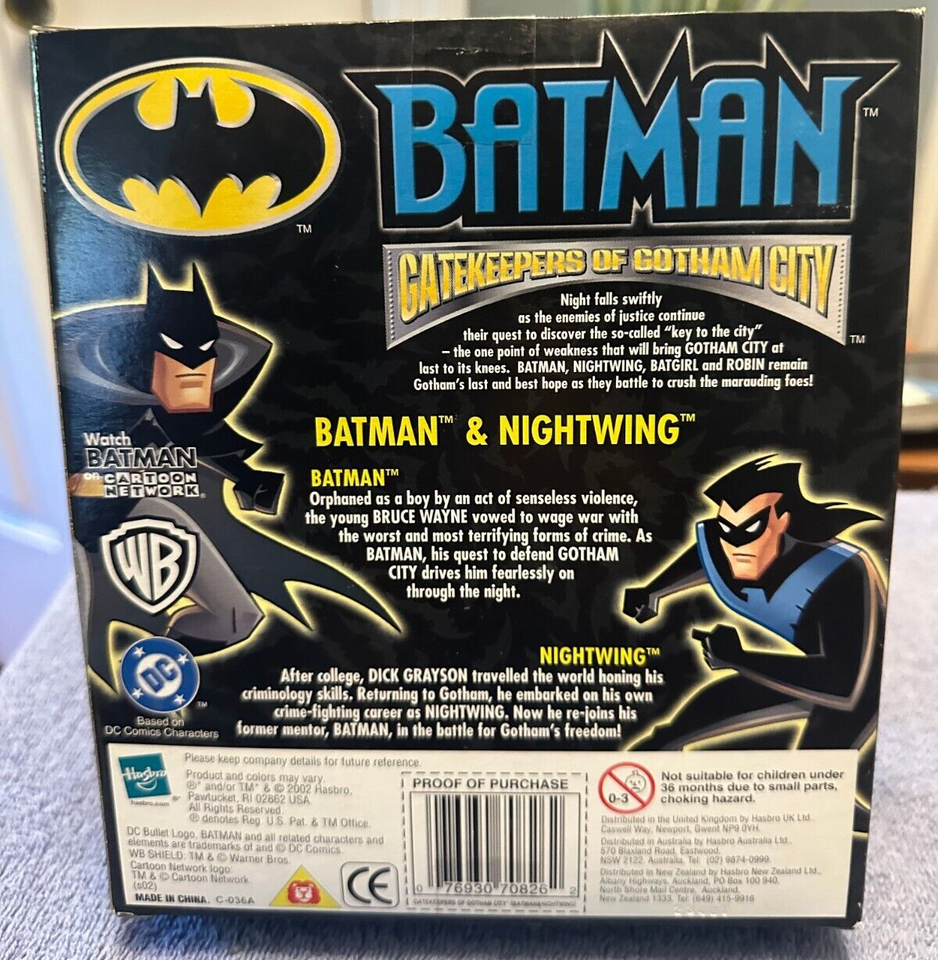 BATMAN™
™
GATEKEEPERS OF GOTHAM CITY™
Night falls swiftly
as the enemies of justice continue
their quest to discover the so-called "key to the city"
– the one point of weakness that will bring GOTHAM CITY at
last to its knees. BATMAN, NIGHTWING, BATGIRL and ROBIN remain
Gotham's last and best hope as they battle to crush the marauding foes!
BATMAN™ & NIGHTWING™
Watch
BATMAN
on CARTOON
NETWORK.
BATMAN™
Orphaned as a boy by an act of senseless violence,
the young BRUCE WAYNE vowed to wage war with
the worst and most terrifying forms of crime. As
BATMAN, his quest to defend GOTHAM
CITY drives him fearlessly on
through the night.
WB
DC
™
Based on
DC Comics Characters
NIGHTWING™
After college, DICK GRAYSON travelled the world honing his
criminology skills. Returning to Gotham, he embarked on his own
crime-fighting career as NIGHTWING. Now he re-joins his
former mentor, BATMAN, in the battle for Gotham's freedom!
Hasbro
hasbro.com
Please keep company details for future reference.
Product and colors may vary.
®* and/or TM* & © 2002 Hasbro,
Pawtucket, RI 02862 USA
All Rights Reserved.
® denotes Reg. U.S. Pat. & TM Office.
DC Bullet Logo, BATMAN and all related characters and
elements are trademarks of and © DC Comics.
WB SHIELD: TM & © Warner Bros.
Cartoon Network logo:
TM & © Cartoon Network.
(s02)
MADE IN CHINA. C-036A
CE
PROOF OF PURCHASE
0 76930 70826 2
GATEKEEPERS OF GOTHAM CITY BATMAN/NIGHTWING
0-3
Not suitable for children under
36 months due to small parts,
choking hazard.
Distributed in the United Kingdom by Hasbro UK Ltd.,
Caswell Way, Newport, Gwent NP9 0YH.
Distributed in Australia by Hasbro Australia Ltd.,
570 Blaxland Road, Eastwood,
NSW 2122, Australia. Tel: (02) 9874-0999.
Distributed in New Zealand by Hasbro New Zealand Ltd.,
Albany Highways, Auckland, PO Box 100 940,
North Shore Mail Centre, Auckland,
New Zealand 1333. Tel: (649) 415-9916